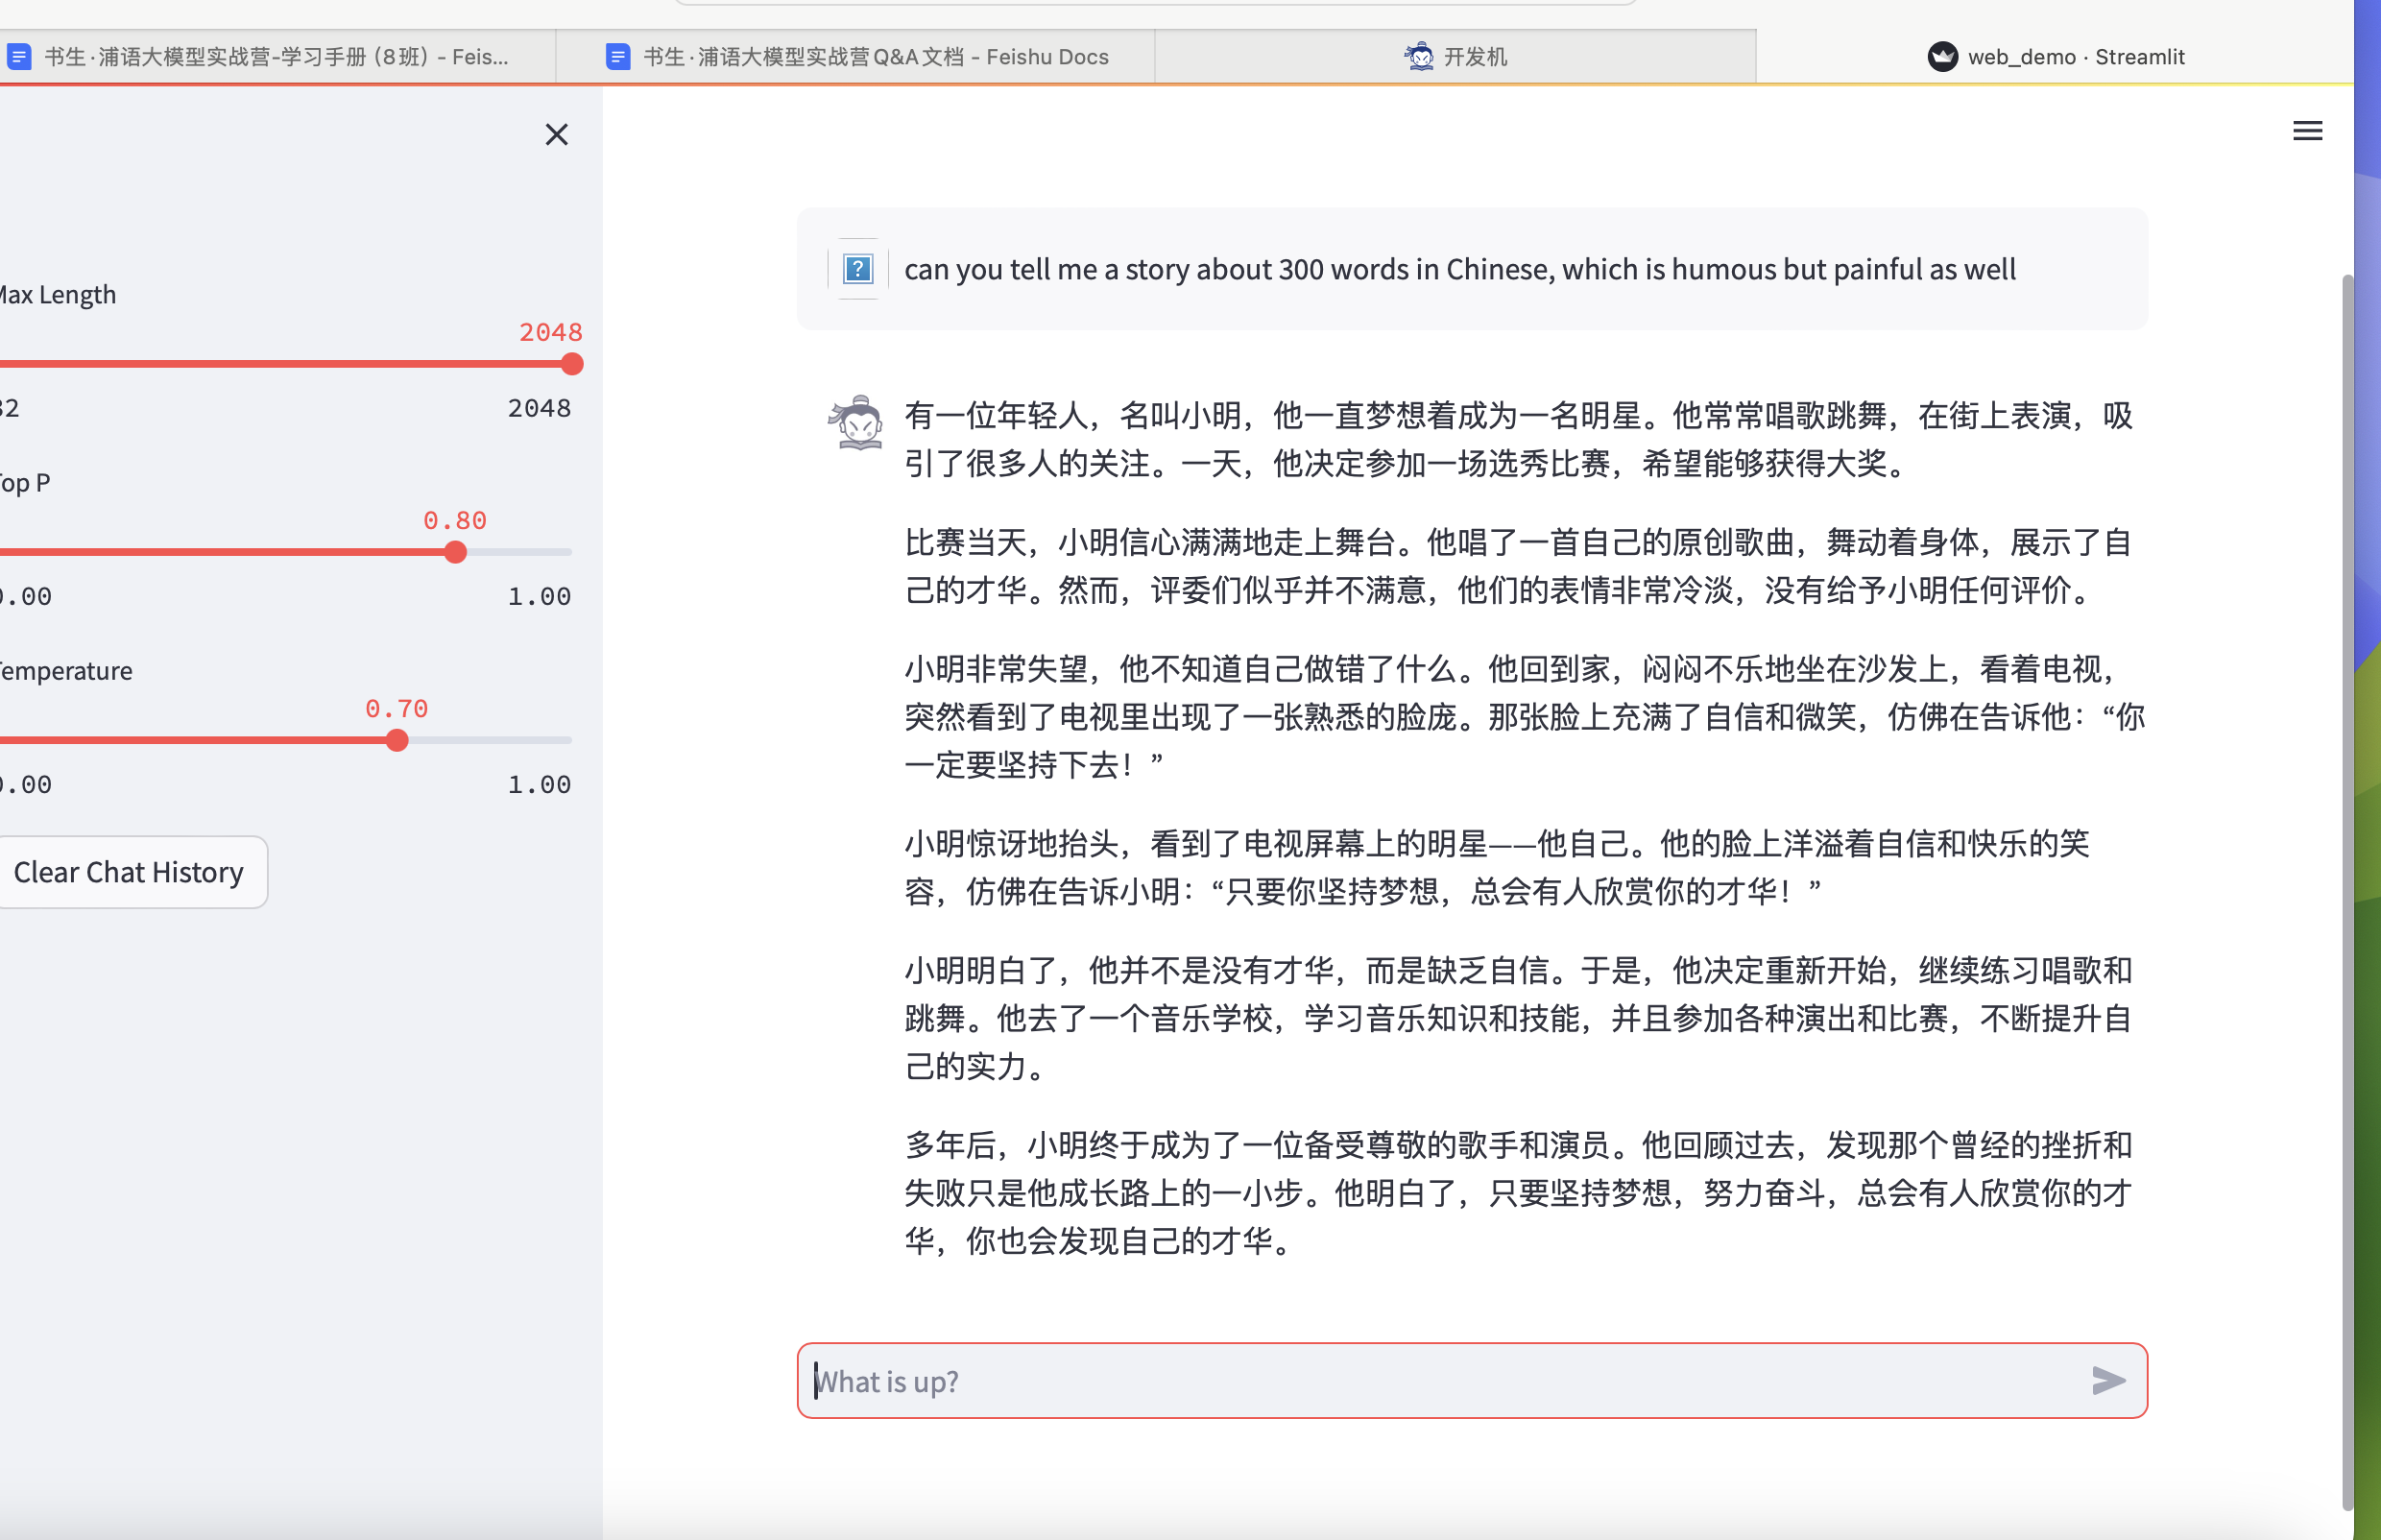 书生·浦语大模型实战营-学习手册（8班）- Feis...
书生·浦语大模型实战营Q&A文档 - Feishu Docs
开发机
web_demo · Streamlit
Max Length
2048
32
2048
Top P
0.80
0.00
1.00
Temperature
0.70
0.00
1.00
Clear Chat History
can you tell me a story about 300 words in Chinese, which is humous but painful as well
有一位年轻人，名叫小明，他一直梦想着成为一名明星。他常常唱歌跳舞，在街上表演，吸
引了很多人的关注。一天，他决定参加一场选秀比赛，希望能够获得大奖。
比赛当天，小明信心满满地走上舞台。他唱了一首自己的原创歌曲，舞动着身体，展示了自
己的才华。然而，评委们似乎并不满意，他们的表情非常冷淡，没有给予小明任何评价。
小明非常失望，他不知道自己做错了什么。他回到家，闷闷不乐地坐在沙发上，看着电视，
突然看到了电视里出现了一张熟悉的脸庞。那张脸上充满了自信和微笑，仿佛在告诉他：“你
一定要坚持下去！”
小明惊讶地抬头，看到了电视屏幕上的明星——他自己。他的脸上洋溢着自信和快乐的笑
容，仿佛在告诉小明：“只要你坚持梦想，总会有人欣赏你的才华！”
小明明白了，他并不是没有才华，而是缺乏自信。于是，他决定重新开始，继续练习唱歌和
跳舞。他去了一个音乐学校，学习音乐知识和技能，并且参加各种演出和比赛，不断提升自
己的实力。
多年后，小明终于成为了一位备受尊敬的歌手和演员。他回顾过去，发现那个曾经的挫折和
失败只是他成长路上的一小步。他明白了，只要坚持梦想，努力奋斗，总会有人欣赏你的才
华，你也会发现自己的才华。
What is up?